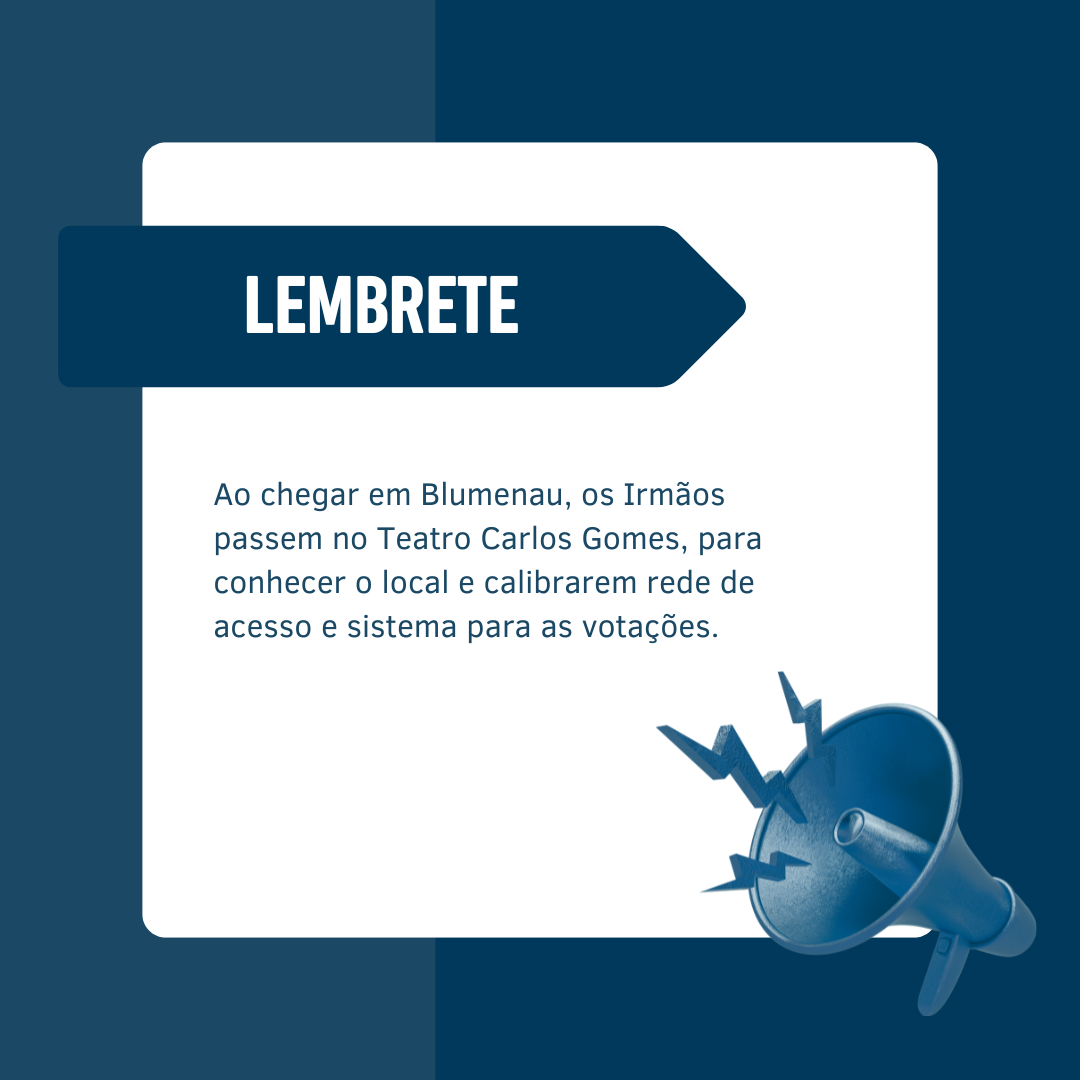 LEMBRETE
Ao chegar em Blumenau, os Irmãos
passem no Teatro Carlos Gomes, para
conhecer o local e calibrarem rede de
acesso e sistema para as votações.